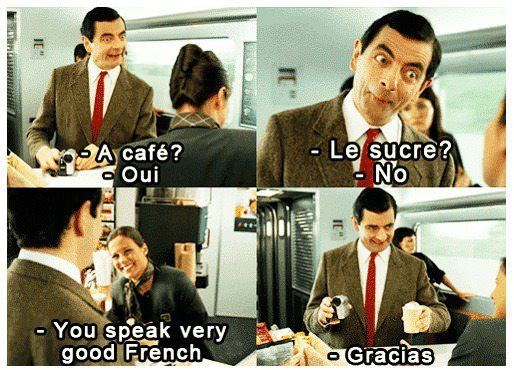 - A café?
- Oui
- Le sucre?
- No
- You speak very
good French
- Gracias